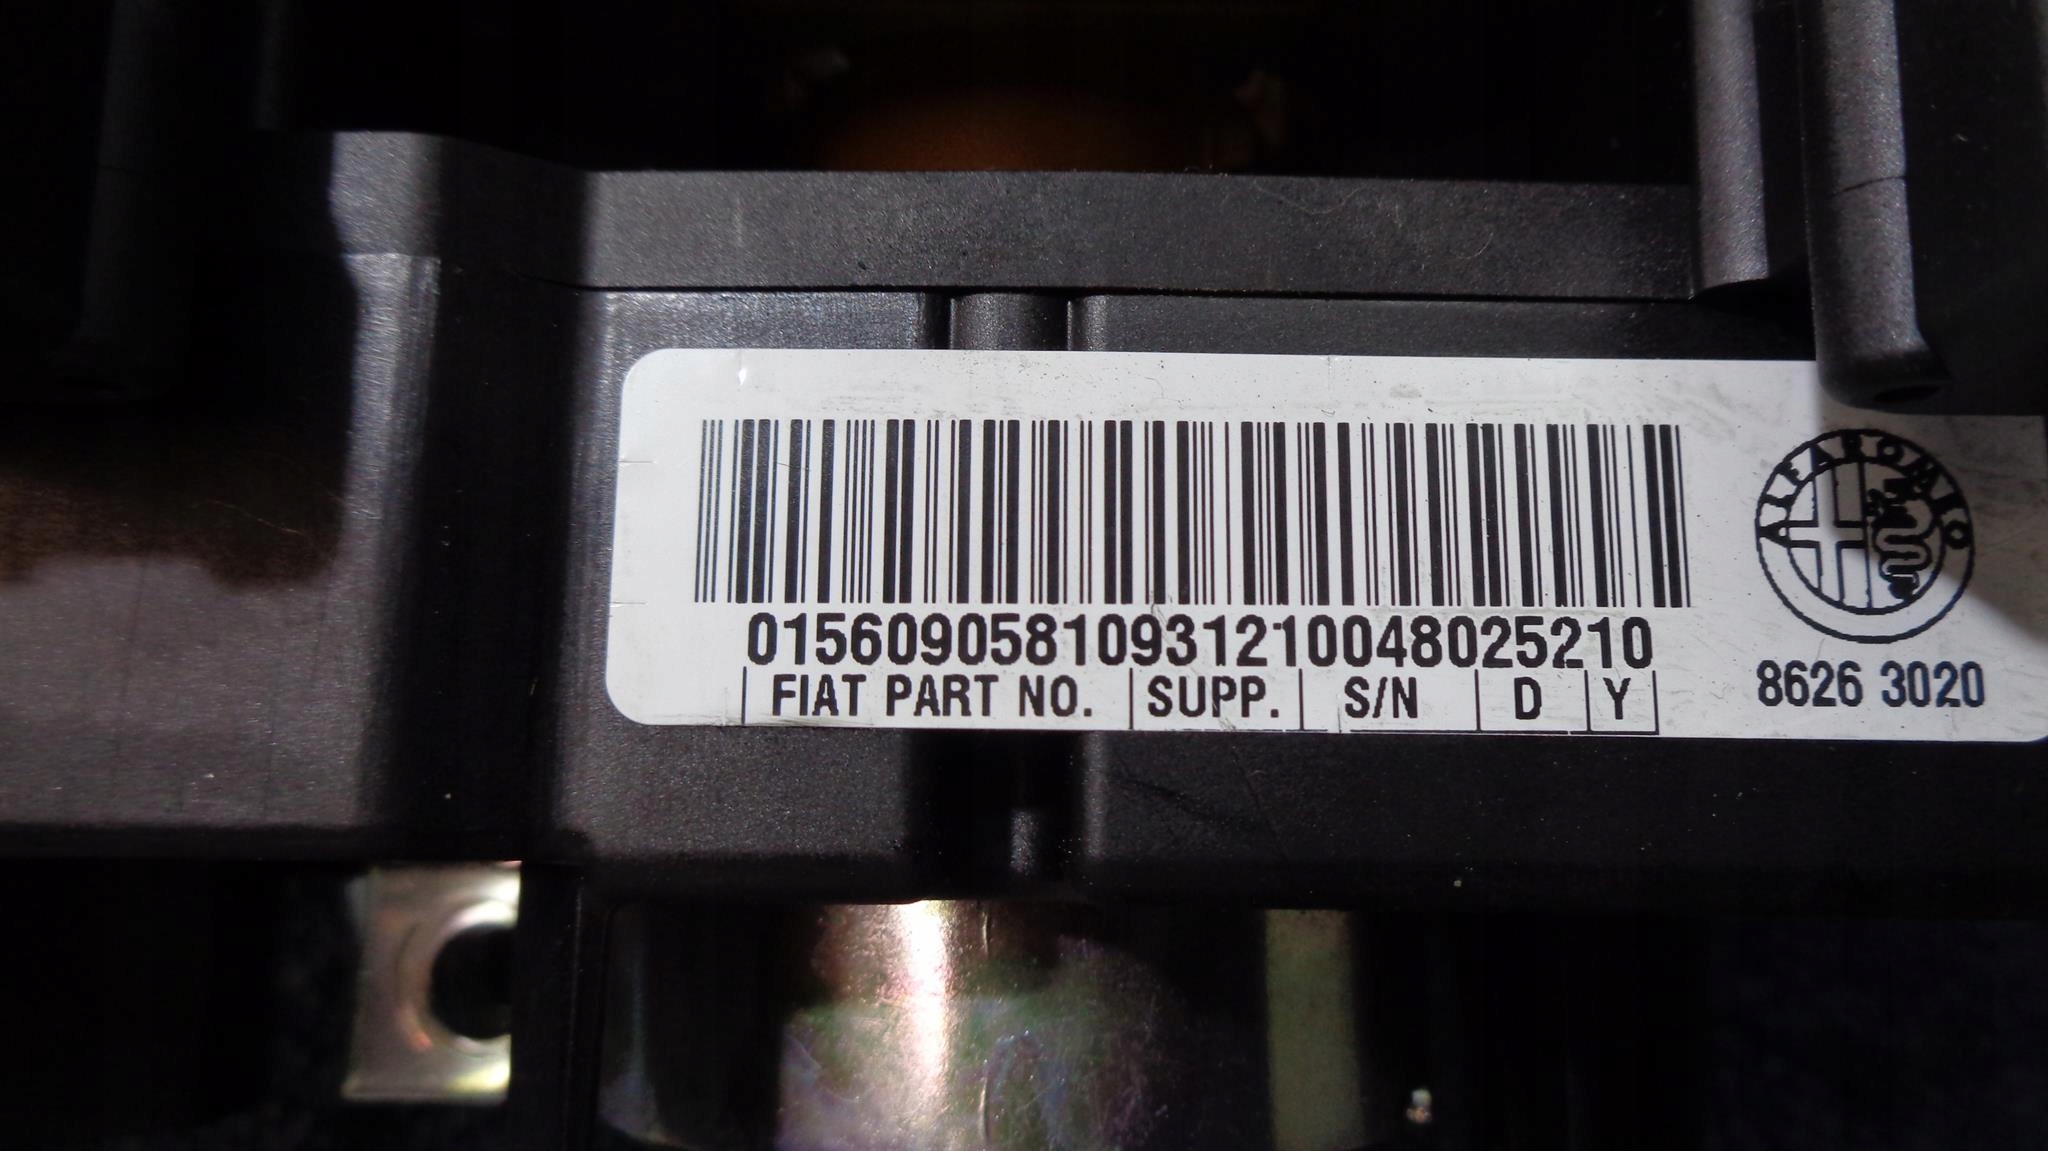 ALFA ROMEO
01560905810931210048025210
FIAT PART NO. SUPP. S/N D Y
8626 3020